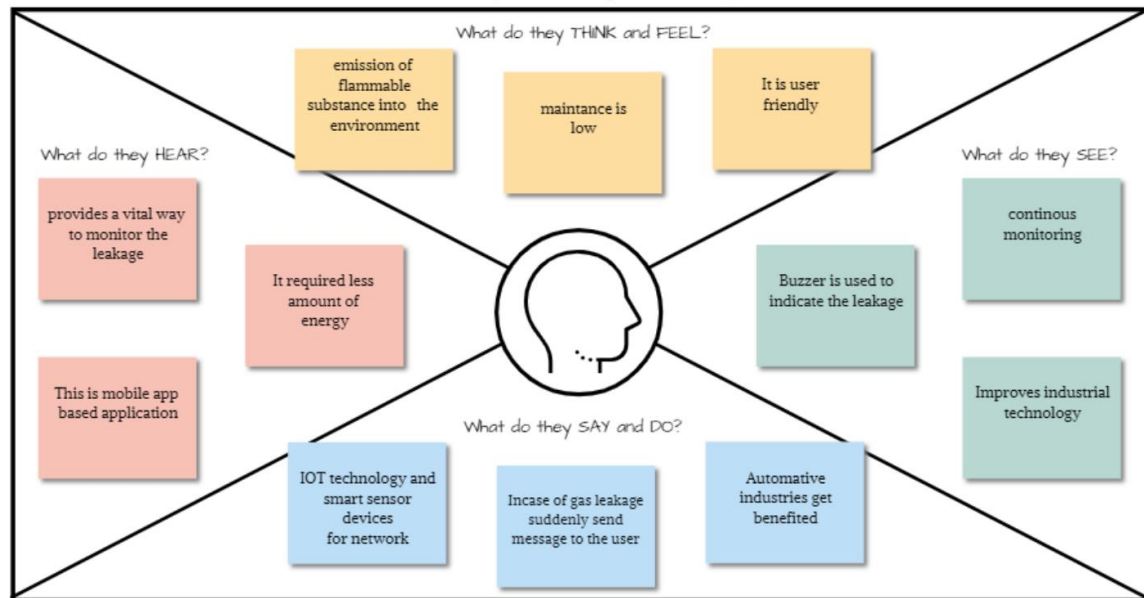 What do they THINK and FEEL?
emission of
flammable
substance into the
environment
maintance is
low
It is user
friendly
What do they HEAR?
provides a vital way
to monitor the
leakage
It required less
amount of
energy
This is mobile app
based application
What do they SEE?
continous
monitoring
Buzzer is used to
indicate the leakage
Improves industrial
technology
What do they SAY and DO?
IOT technology and
smart sensor
devices
for network
Incase of gas leakage
suddenly send
message to the user
Automative
industries get
benefited